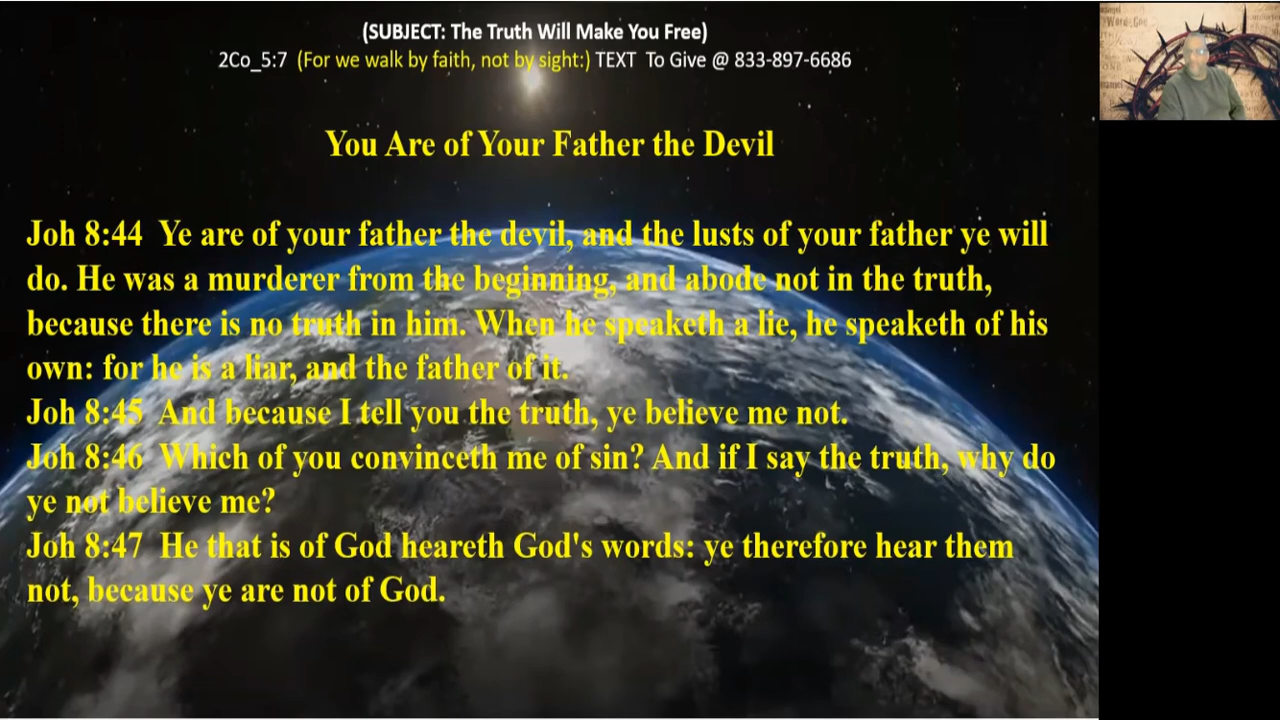 (SUBJECT: The Truth Will Make You Free)
2Co_5:7 (For we walk by faith, not by sight:) TEXT To Give @ 833-897-6686
You Are of Your Father the Devil
Joh 8:44 Ye are of your father the devil, and the lusts of your father ye will
do. He was a murderer from the beginning, and abode not in the truth,
because there is no truth in him. When he speaketh a lie, he speaketh of his
own: for he is a liar, and the father of it.
Joh 8:45 And because I tell you the truth, ye believe me not.
Joh 8:46 Which of you convinceth me of sin? And if I say the truth, why do
ye not believe me?
Joh 8:47 He that is of God heareth God's words: ye therefore hear them
not, because ye are not of God.